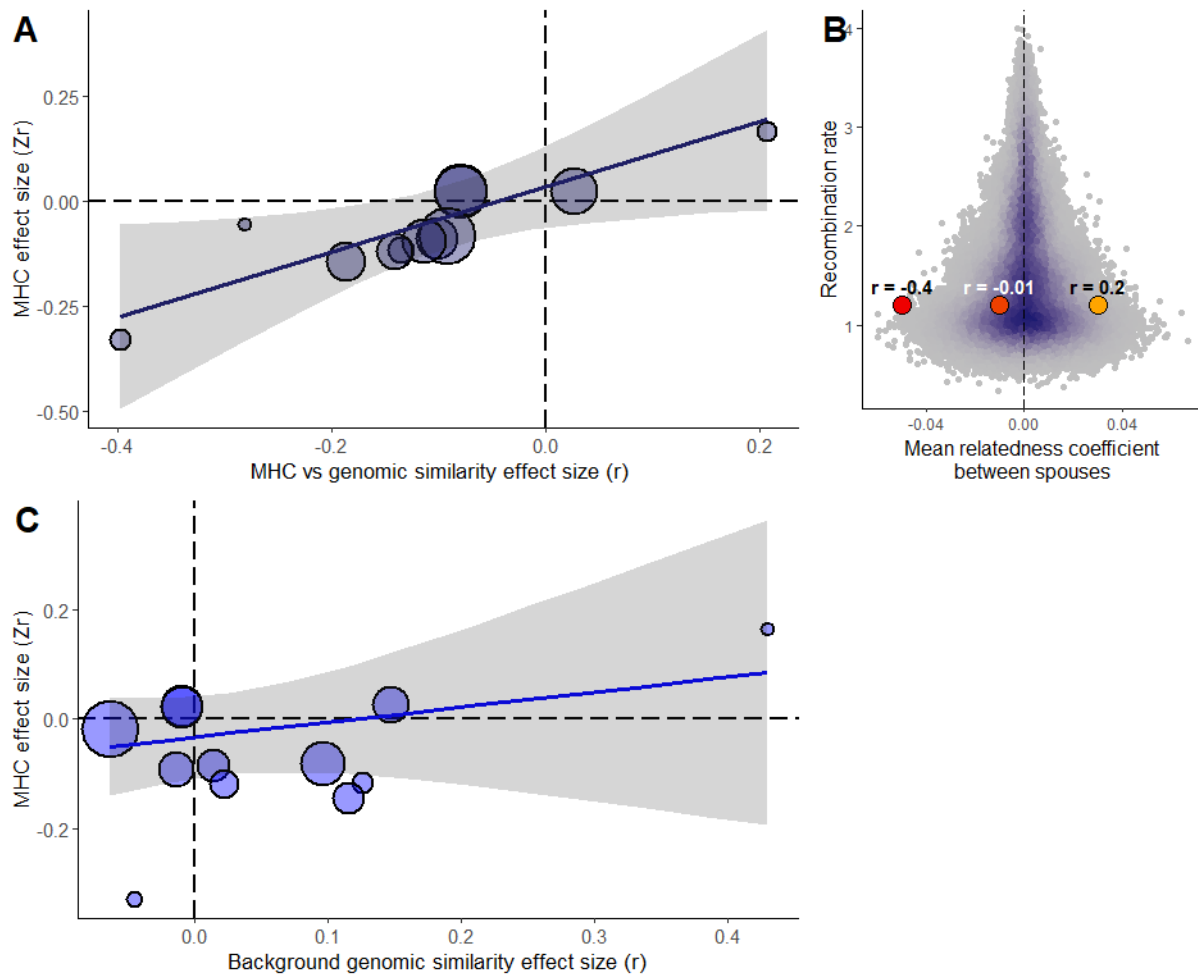 A
MHC effect size (Zr)
0.25
0.00
-0.25
-0.50
-0.4
-0.2
0.0
0.2
MHC vs genomic similarity effect size (r)
B
Recombination rate
4
3
2
1
r = -0.4
r = -0.01
r = 0.2
-0.04
0.00
0.04
Mean relatedness coefficient
between spouses
C
MHC effect size (Zr)
0.2
0.0
-0.2
0.0
0.1
0.2
0.3
0.4
Background genomic similarity effect size (r)